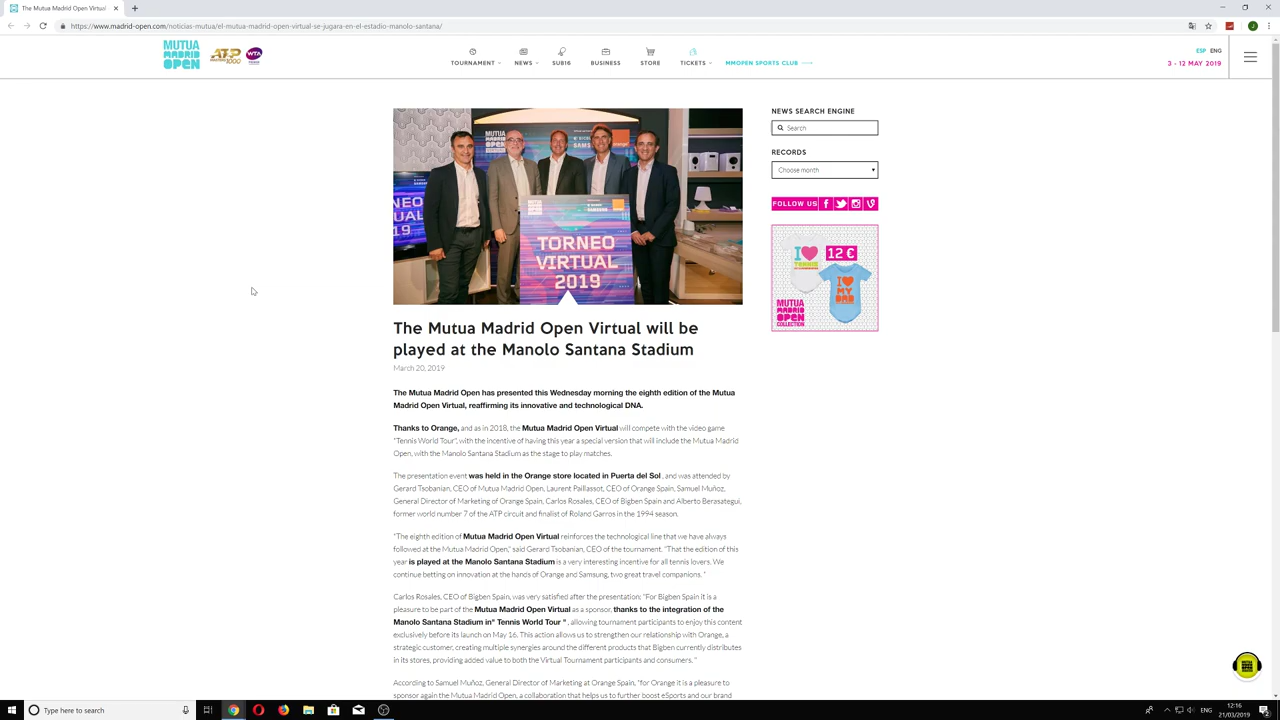 The Mutua Madrid Open Virtual
https://www.madrid-open.com/noticias-mutua/el-mutua-madrid-open-virtual-se-jugara-en-el-estadio-manolo-santana/
MUTUA
MADRID
OPEN
ATP
WTA
TOURNAMENT
NEWS
SUB16
BUSINESS
STORE
TICKETS
MMOPEN SPORTS CLUB
ESP ENG
3 - 12 MAY 2019
TORNEO
VIRTUAL
2019
The Mutua Madrid Open Virtual will be
played at the Manolo Santana Stadium
March 20, 2019
The Mutua Madrid Open has presented this Wednesday morning the eighth edition of the Mutua
Madrid Open Virtual, reaffirming its innovative and technological DNA.
Thanks to Orange, and as in 2018, the Mutua Madrid Open Virtual will compete with the video game
"Tennis World Tour", with the incentive of having this year a special version that will include the Mutua Madrid
Open, with the Manolo Santana Stadium as the stage to play matches.
The presentation event was held in the Orange store located in Puerta del Sol , and was attended by
Gerard Tsobanian, CEO of Mutua Madrid Open, Laurent Paillassot, CEO of Orange Spain, Samuel Muñoz,
General Director of Marketing of Orange Spain, Carlos Rosales, CEO of Bigben Spain and Alberto Berasategui,
former world number 7 of the ATP circuit and finalist of Roland Garros in the 1994 season.
"The eighth edition of Mutua Madrid Open Virtual reinforces the technological line that we have always
followed at the Mutua Madrid Open," said Gerard Tsobanian, CEO of the tournament. "That the edition of this
year is played at the Manolo Santana Stadium is a very interesting incentive for all tennis lovers. We
continue betting on innovation at the hands of Orange and Samsung, two great travel companions. "
Carlos Rosales, CEO of Bigben Spain, was very satisfied after the presentation: "For Bigben Spain it is a
pleasure to be part of the Mutua Madrid Open Virtual as a sponsor, thanks to the integration of the
Manolo Santana Stadium in" Tennis World Tour " , allowing tournament participants to enjoy this content
exclusively before its launch on May 16. This action allows us to strengthen our relationship with Orange, a
strategic customer, creating multiple synergies around the different products that Bigben currently distributes
in its stores, providing added value to both the Virtual Tournament participants and consumers. "
According to Samuel Muñoz, General Director of Marketing at Orange Spain, "for Orange it is a pleasure to
sponsor again the Mutua Madrid Open, a collaboration that helps us to further boost eSports and our brand
NEWS SEARCH ENGINE
Search
RECORDS
Choose month
FOLLOW US
I
TENNIS
12 €
I
MY
DAD
MUTUA
MADRID
OPEN
COLLECTION
Type here to search
ENG
12:16
21/03/2019